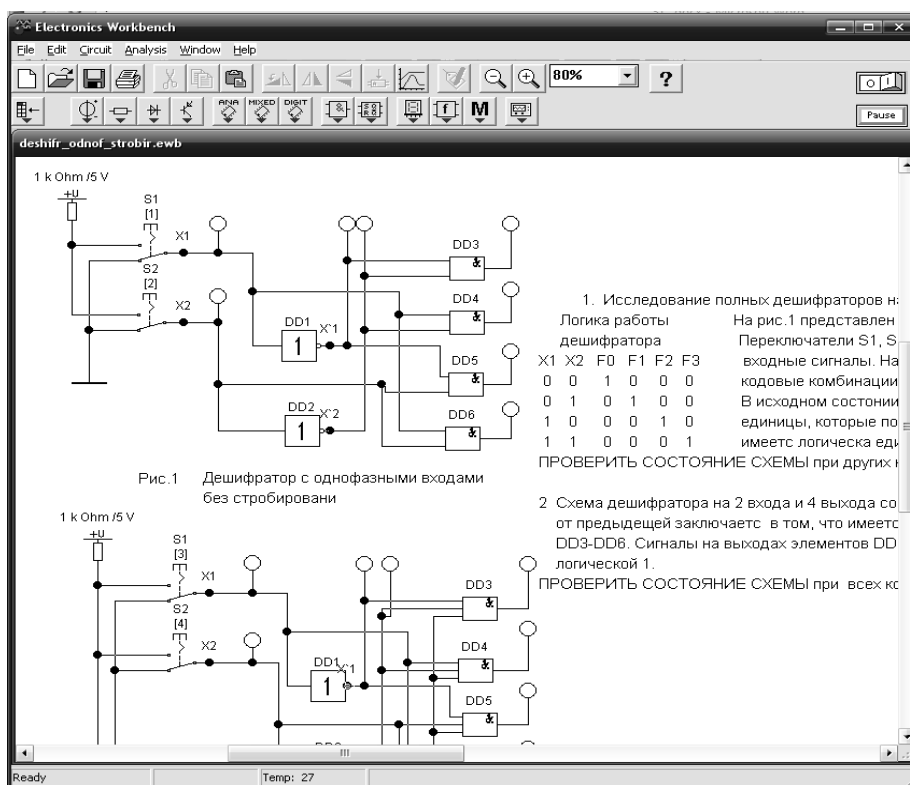 Electronics Workbench
File Edit Circuit Analysis Window Help
80%
?
ANA MIXED DIGIT
M
Pause
deshifr_odnof_strobir.ewb
1 k Ohm /5 V
+U
S1
[1]
X1
S2
[2]
X2
DD1
1
X`1
DD2
1
X`2
DD3
&
DD4
&
DD5
&
DD6
&
Рис.1 Дешифратор с однофазными входами
без стробировани
1. Исследование полных дешифраторов на
Логика работы На рис.1 представлен
дешифратора Переключатели S1, S
X1 X2 F0 F1 F2 F3 входные сигналы. На
0 0 1 0 0 0 кодовые комбинации
0 1 0 1 0 0 В исходном состоянии
1 0 0 0 1 0 единицы, которые по
1 1 0 0 0 1 имеетс логическа еди
ПРОВЕРИТЬ СОСТОЯНИЕ СХЕМЫ при других
2 Схема дешифратора на 2 входа и 4 выхода со
от предыдещей заключаетс в том, что имеетс
DD3-DD6. Сигналы на выходах элементов DD
логической 1.
ПРОВЕРИТЬ СОСТОЯНИЕ СХЕМЫ при всех ко
1 k Ohm /5 V
+U
S1
[3]
X1
S2
[4]
X2
DD1
X`1
1
DD3
&
DD4
&
DD5
&
Ready Temp: 27